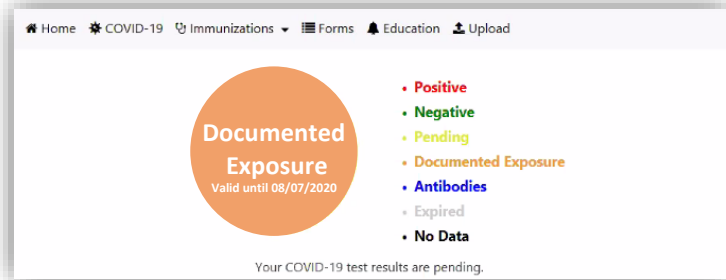 Home COVID-19 Immunizations Forms Education Upload
Documented
Exposure
Valid until 08/07/2020
• Positive
• Negative
• Pending
• Documented Exposure
• Antibodies
• Expired
• No Data
Your COVID-19 test results are pending.